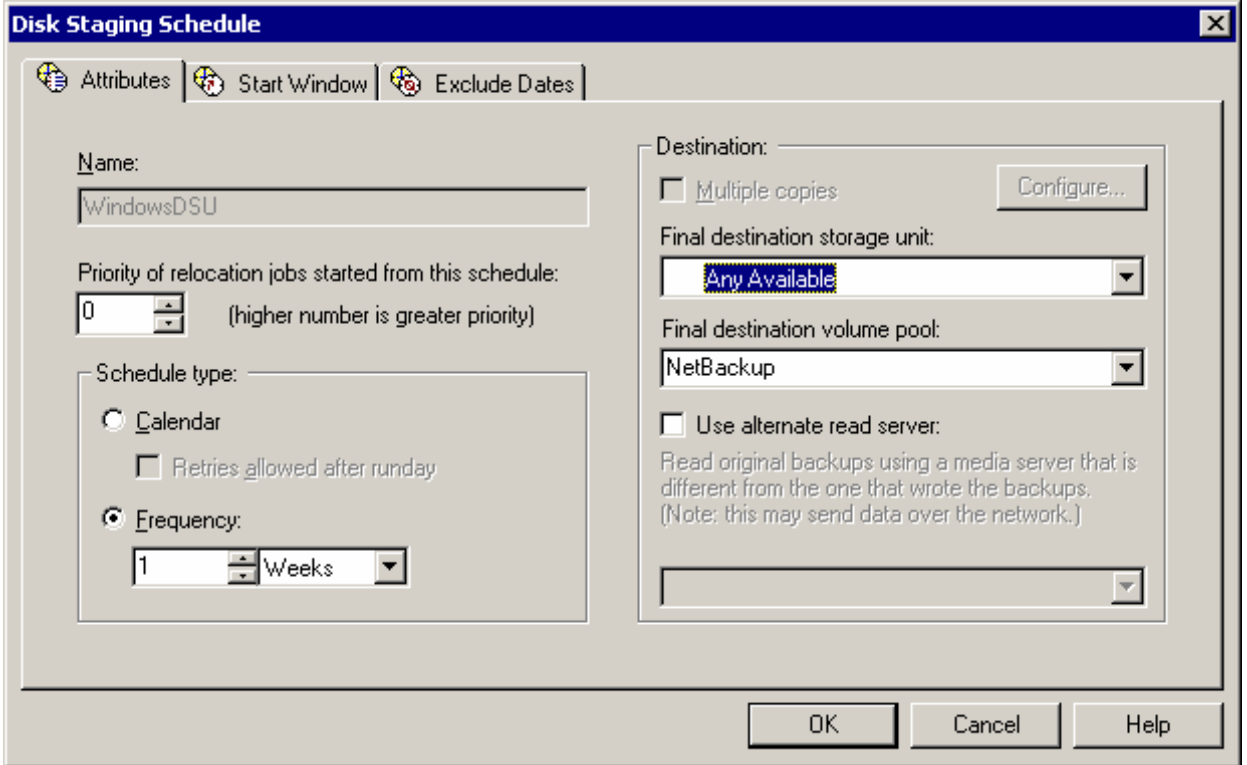 Disk Staging Schedule
Attributes
Start Window
Exclude Dates
Name:
WindowsDSU
Priority of relocation jobs started from this schedule:
0
(higher number is greater priority)
Schedule type:
Calendar
Retries allowed after runday
Frequency:
1
Weeks
Destination:
Multiple copies
Configure...
Final destination storage unit:
Any Available
Final destination volume pool:
NetBackup
Use alternate read server:
Read original backups using a media server that is
different from the one that wrote the backups.
(Note: this may send data over the network.)
OK
Cancel
Help